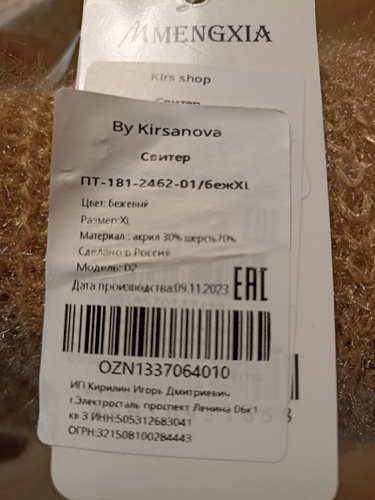 MENGXIA
Kirs shop
Свитер
By Kirsanova
Свитер
ПТ-181-2462-01/бежXL
Цвет: бежевый
Размер:XL
Материал : акрил 30% шерсть70%
Сделано в России
Модель: 02
Дата производства:09.11.2023
EAC
OZN1337064010
ИП Кирилин Игорь Дмитриевич
г.Электросталь проспект Ленина 06к1
кв 3 ИНН:505312683041
ОГРН:321508100284443